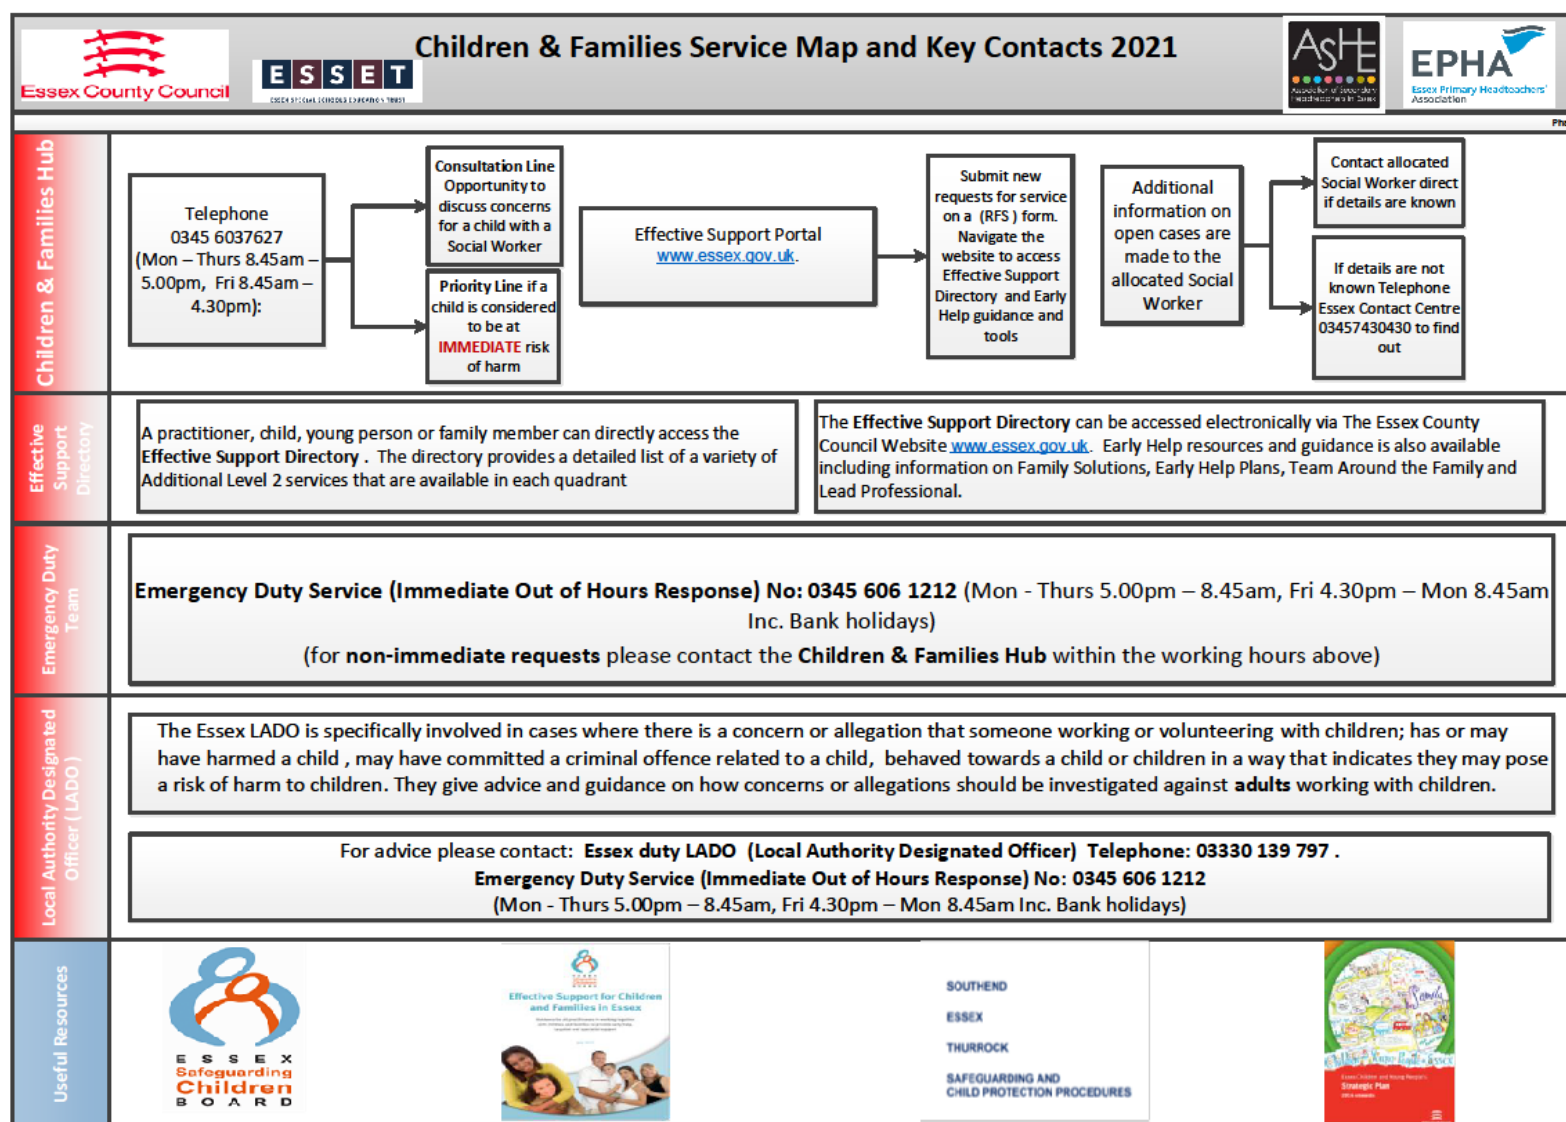 Children & Families Service Map and Key Contacts 2021
Essex County Council
ESSET
ESSEX SPECIAL SCHOOLS EDUCATION TRUST
ASHE
Association of Secondary
Headteachers in Essex
EPHA
Essex Primary Headteachers'
Association
Children & Families Hub
Telephone
0345 6037627
(Mon – Thurs 8.45am –
5.00pm, Fri 8.45am –
4.30pm):
Consultation Line
Opportunity to
discuss concerns
for a child with a
Social Worker
Priority Line if a
child is considered
to be at
IMMEDIATE risk
of harm
Effective Support Portal
www.essex.gov.uk.
Submit new
requests for service
on a (RFS ) form.
Navigate the
website to access
Effective Support
Directory and Early
Help guidance and
tools
Additional
information on
open cases are
made to the
allocated Social
Worker
Contact allocated
Social Worker direct
if details are known
If details are not
known Telephone
Essex Contact Centre
03457430430 to find
out
Effective
Support
Directory
A practitioner, child, young person or family member can directly access the
Effective Support Directory . The directory provides a detailed list of a variety of
Additional Level 2 services that are available in each quadrant
The Effective Support Directory can be accessed electronically via The Essex County
Council Website www.essex.gov.uk. Early Help resources and guidance is also available
including information on Family Solutions, Early Help Plans, Team Around the Family and
Lead Professional.
Emergency Duty
Team
Emergency Duty Service (Immediate Out of Hours Response) No: 0345 606 1212 (Mon - Thurs 5.00pm – 8.45am, Fri 4.30pm – Mon 8.45am
Inc. Bank holidays)
(for non-immediate requests please contact the Children & Families Hub within the working hours above)
Local Authority Designated
Officer ( LADO )
The Essex LADO is specifically involved in cases where there is a concern or allegation that someone working or volunteering with children; has or may
have harmed a child , may have committed a criminal offence related to a child, behaved towards a child or children in a way that indicates they may pose
a risk of harm to children. They give advice and guidance on how concerns or allegations should be investigated against adults working with children.
For advice please contact: Essex duty LADO (Local Authority Designated Officer) Telephone: 03330 139 797 .
Emergency Duty Service (Immediate Out of Hours Response) No: 0345 606 1212
(Mon - Thurs 5.00pm – 8.45am, Fri 4.30pm – Mon 8.45am Inc. Bank holidays)
Useful Resources
ESSEX
Safeguarding
Children
BOARD
Effective Support for Children
and Families in Essex
SOUTHEND
ESSEX
THURROCK
SAFEGUARDING AND
CHILD PROTECTION PROCEDURES
Strategic Plan